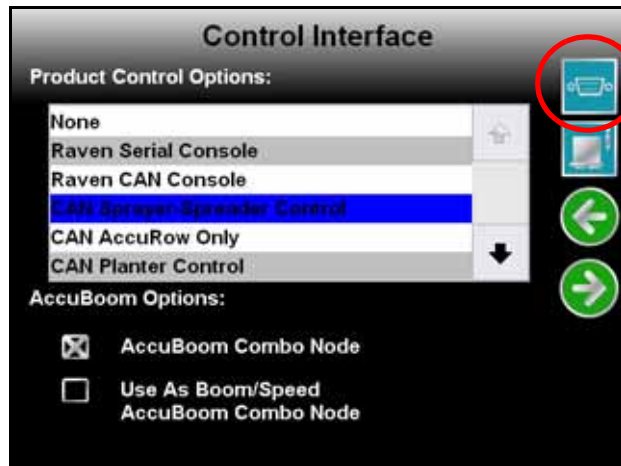 Control Interface
Product Control Options:
None
Raven Serial Console
Raven CAN Console
CAN Sprayer-Spreader Control
CAN AccuRow Only
CAN Planter Control
AccuBoom Options:
AccuBoom Combo Node
Use As Boom/Speed
AccuBoom Combo Node